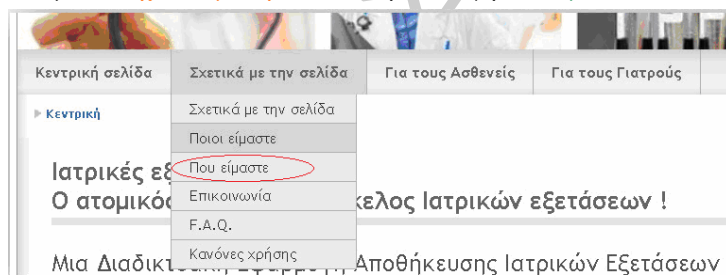 Κεντρική σελίδα Σχετικά με την σελίδα Για τους Ασθενείς Για τους Γιατρούς
Κεντρική
Σχετικά με την σελίδα
Ποιοι είμαστε
Που είμαστε
Επικοινωνία
F.A.Q.
Κανόνες χρήσης
Ιατρικές εξ
Ο ατομικό κελος Ιατρικών εξετάσεων !
Μια Διαδικτ Αποθήκευσης Ιατρικών Εξετάσεων